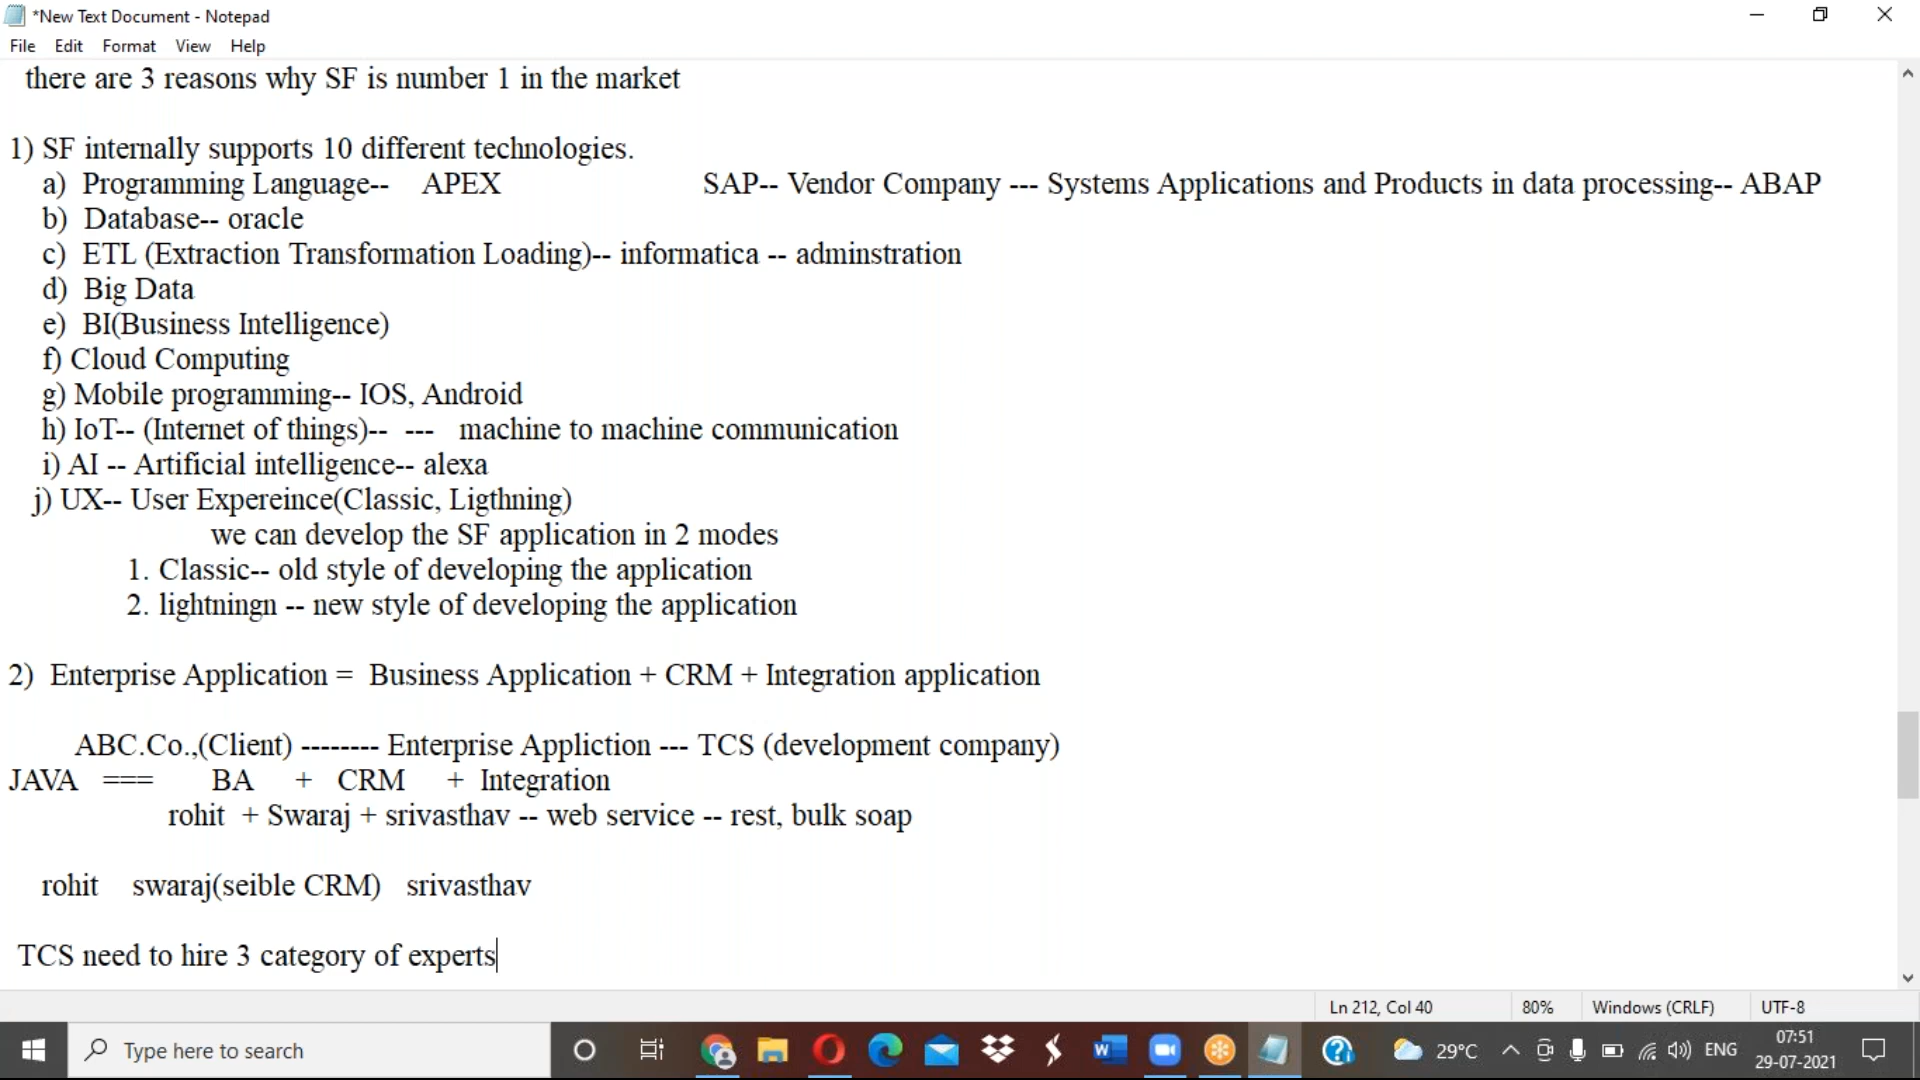 *New Text Document - Notepad
File Edit Format View Help
there are 3 reasons why SF is number 1 in the market
1) SF internally supports 10 different technologies.
a) Programming Language-- APEX SAP-- Vendor Company --- Systems Applications and Products in data processing-- ABAP
b) Database-- oracle
c) ETL (Extraction Transformation Loading)-- informatica -- adminstration
d) Big Data
e) BI(Business Intelligence)
f) Cloud Computing
g) Mobile programming-- IOS, Android
h) IoT-- (Internet of things)-- --- machine to machine communication
i) AI -- Artificial intelligence-- alexa
j) UX-- User Expereince(Classic, Ligthning)
we can develop the SF application in 2 modes
1. Classic-- old style of developing the application
2. lightningn -- new style of developing the application
2) Enterprise Application = Business Application + CRM + Integration application
ABC.Co.,(Client) -------- Enterprise Appliction --- TCS (development company)
JAVA === BA + CRM + Integration
rohit + Swaraj + srivasthav -- web service -- rest, bulk soap
rohit swaraj(seible CRM) srivasthav
TCS need to hire 3 category of experts
Ln 212, Col 40 80% Windows (CRLF) UTF-8
Type here to search 29°C ENG 07:51
29-07-2021